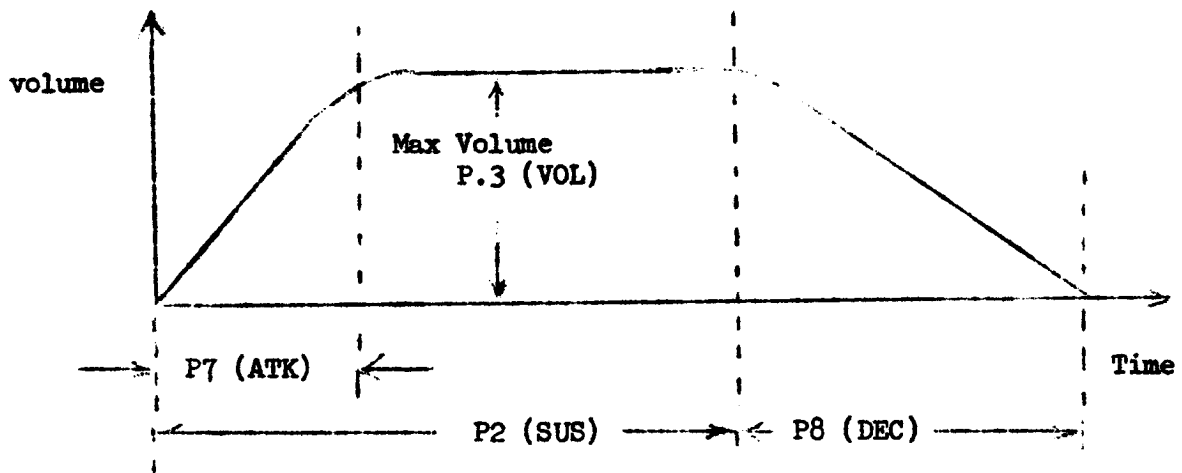 volume
Max Volume
P.3 (VOL)
P7 (ATK)
Time
P2 (SUS)
P8 (DEC)